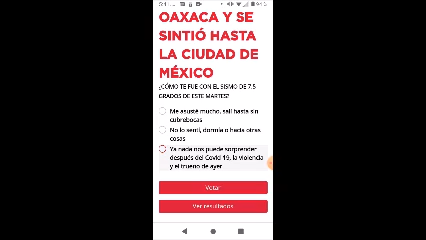 OAXACA Y SE
SINTIÓ HASTA
LA CIUDAD DE
MÉXICO
¿CÓMO TE FUE CON EL SISMO DE 7.5
GRADOS DE ESTE MARTES?
Me asusté mucho, salí hasta sin
cubrebocas
No lo sentí, dormía o hacía otras
cosas
Ya nada nos puede sorprender
después del Covid 19, la violencia
y el trueno de ayer
Votar
Ver resultados